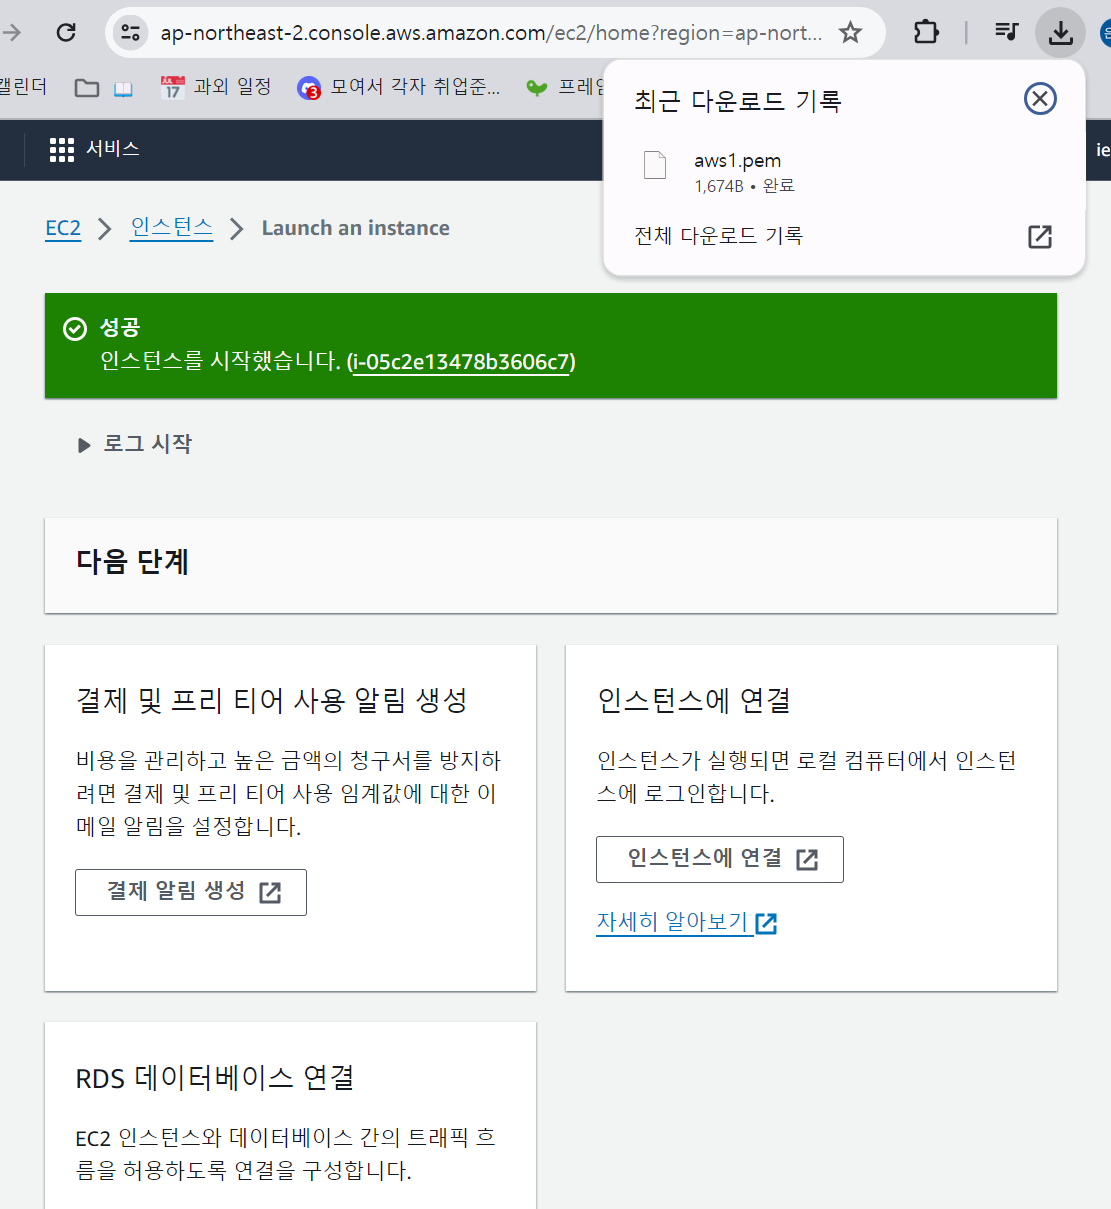 ap-northeast-2.console.aws.amazon.com/ec2/home?region=ap-nort...
캘린더
JUL 17
과외 일정
3
모여서 각자 취업준...
프레임
최근 다운로드 기록
aws1.pem
1,674B • 완료
전체 다운로드 기록
서비스
ie
EC2 > 인스턴스 > Launch an instance
성공
인스턴스를 시작했습니다. (i-05c2e13478b3606c7)
로그 시작
다음 단계
결제 및 프리 티어 사용 알림 생성
비용을 관리하고 높은 금액의 청구서를 방지하
려면 결제 및 프리 티어 사용 임계값에 대한 이
메일 알림을 설정합니다.
결제 알림 생성
인스턴스에 연결
인스턴스가 실행되면 로컬 컴퓨터에서 인스턴
스에 로그인합니다.
인스턴스에 연결
자세히 알아보기
RDS 데이터베이스 연결
EC2 인스턴스와 데이터베이스 간의 트래픽 흐
름을 허용하도록 연결을 구성합니다.